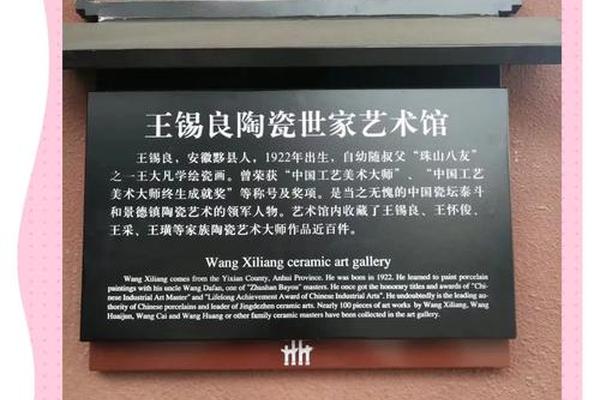 王锡良陶瓷世家艺术馆
王锡良，安徽黟县人，1922年出生，自幼随叔父“珠山八友”
之一王大凡学绘瓷画。曾荣获“中国工艺美术大师”、“中国工艺
美术大师终生成就奖”等称号及奖项。是当之无愧的中国瓷坛泰斗
和景德镇陶瓷艺术的领军人物。艺术馆内收藏了王锡良、王怀俊、
王采、王璜等家族陶瓷艺术大师作品近百件。
Wang Xiliang ceramic art gallery
Wang Xiliang comes from the Yixian County, Anhui Province. He was born in 1922. He learned to paint porcelain
paintings with his uncle Wang Dafan, one of "Zhushan Bayou" masters. He once got the honorary titles and awards of "Chi-
nese Industrial Art Master" and "Lifelong Achievement Award of Chinese Industrial Arts". He undoubtedly is the leading au-
thority of Chinese porcelains and leader of Jingdezhen ceramic arts. Nearly 100 pieces of art works by Wang Xiliang, Wang
Huaijun, Wang Cai and Wang Huang or other family ceramic masters have been collected in the art gallery.